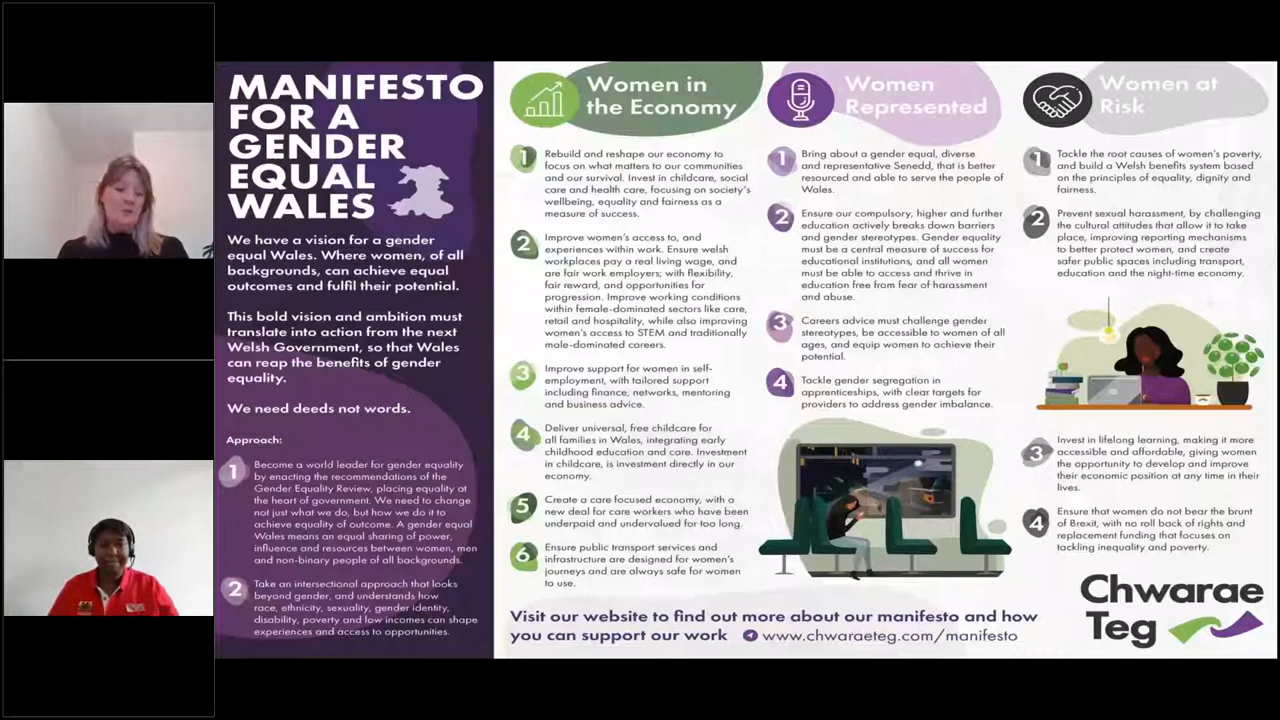 MANIFESTO
FOR A
GENDER
EQUAL
WALES
We have a vision for a gender
equal Wales. Where women, of all
backgrounds, can achieve equal
outcomes and fulfil their potential.
This bold vision and ambition must
translate into action from the next
Welsh Government, so that Wales
can reap the benefits of gender
equality.
We need deeds not words.
Approach:
1
Become a world leader for gender equality
by enacting the recommendations of the
Gender Equality Review, placing equality at
the heart of government. We need to change
not just what we do, but how we do it to
achieve equality of outcome. A gender equal
Wales means an equal sharing of power,
influence and resources between women, men
and non-binary people of all backgrounds.
2
Take an intersectional approach that looks
beyond gender, and understands how
race, ethnicity, sexuality, gender identity,
disability, poverty and low incomes can shape
experiences and access to opportunities.
Women in
the Economy
1
Rebuild and reshape our economy to
focus on what matters to our communities
and our survival. Invest in childcare, social
care and health care, focusing on society's
wellbeing, equality and fairness as a
measure of success.
2
Improve women's access to, and
experiences within work. Ensure welsh
workplaces pay a real living wage, and
are fair work employers; with flexibility,
fair reward, and opportunities for
progression. Improve working conditions
within female-dominated sectors like care,
retail and hospitality, while also improving
women's access to STEM and traditionally
male-dominated careers.
3
Improve support for women in self-
employment, with tailored support
including finance, networks, mentoring
and business advice.
4
Deliver universal, free childcare for
all families in Wales, integrating early
childhood education and care. Investment
in childcare, is investment directly in our
economy.
5
Create a care focused economy, with a
new deal for care workers who have been
underpaid and undervalued for too long.
6
Ensure public transport services and
infrastructure are designed for women's
journeys and are always safe for women
to use.
Women
Represented
1
Bring about a gender equal, diverse
and representative Senedd, that is better
resourced and able to serve the people of
Wales.
2
Ensure our compulsory, higher and further
education actively breaks down barriers
and gender stereotypes. Gender equality
must be a central measure of success for
educational institutions, and all women
must be able to access and thrive in
education free from fear of harassment
and abuse.
3
Careers advice must challenge gender
stereotypes, be accessible to women of all
ages, and equip women to achieve their
potential.
4
Tackle gender segregation in
apprenticeships, with clear targets for
providers to address gender imbalance.
Women at
Risk
1
Tackle the root causes of women's poverty,
and build a Welsh benefits system based
on the principles of equality, dignity and
fairness.
2
Prevent sexual harassment, by challenging
the cultural attitudes that allow it to take
place, improving reporting mechanisms
to better protect women, and create
safer public spaces including transport,
education and the night-time economy.
3
Invest in lifelong learning, making it more
accessible and affordable, giving women
the opportunity to develop and improve
their economic position at any time in their
lives.
4
Ensure that women do not bear the brunt
of Brexit, with no roll back of rights and
replacement funding that focuses on
tackling inequality and poverty.
Visit our website to find out more about our manifesto and how
you can support our work www.chwaraeteg.com/manifesto
Chwarae
Teg